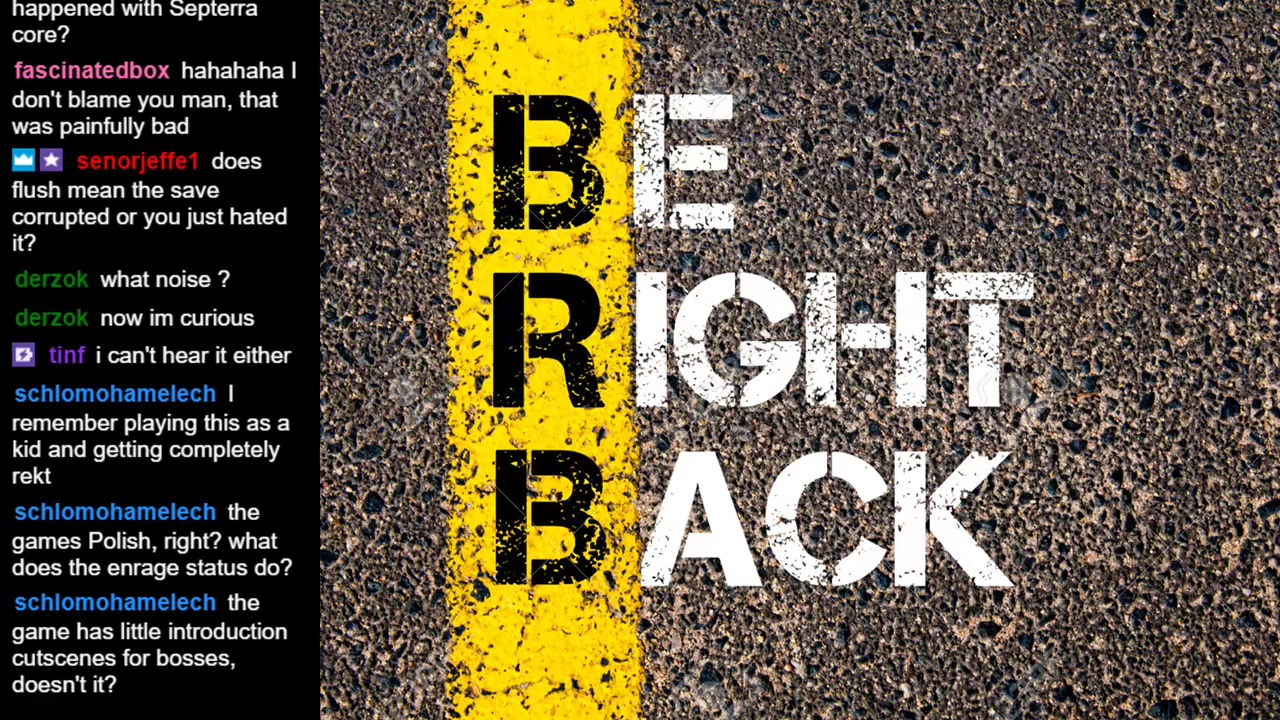 happened with Septerra
core?
fascinatedbox hahahaha I
don't blame you man, that
was painfully bad
senorjeffe1 does
flush mean the save
corrupted or you just hated
it?
derzok what noise ?
derzok now im curious
tinf i can't hear it either
schlomohamelech I
remember playing this as a
kid and getting completely
rekt
schlomohamelech the
games Polish, right? what
does the enrage status do?
schlomohamelech the
game has little introduction
cutscenes for bosses,
doesn't it?
BE
RIGHT
BACK